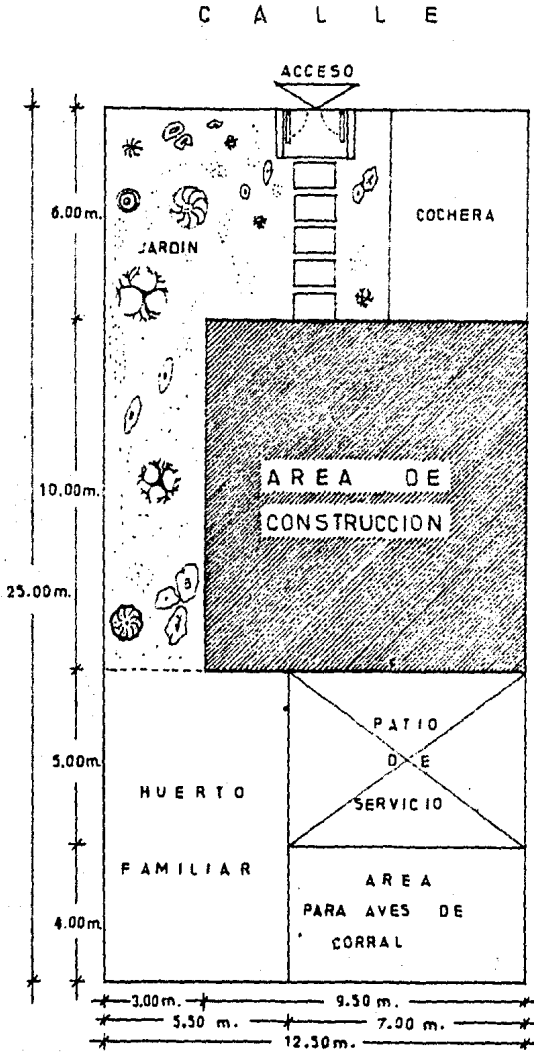 C A L L E
ACCESO
6.00m.
COCHERA
JARDIN
10.00m.
AREA DE
CONSTRUCCION
25.00m.
PATIO
DE
SERVICIO
5.00m.
HUERTO
FAMILIAR
AREA
PARA AVES DE
CORRAL
4.00m.
3.00m.
9.50 m.
5.50 m.
7.00 m.
12.50m.